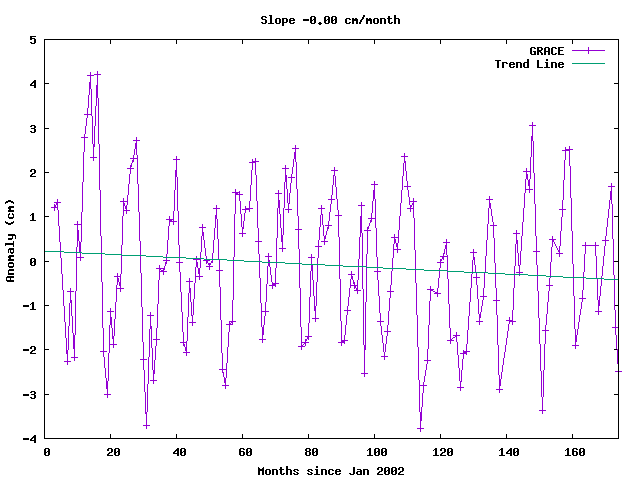 Slope -0.00 cm/month
GRACE
Trend Line
5
4
3
2
1
0
-1
-2
-3
-4
Anomaly (cm)
0 20 40 60 80 100 120 140 160
Months since Jan 2002